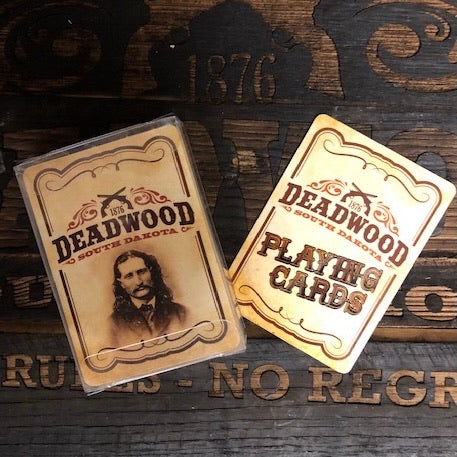 1876
1876
DEADWOOD
SOUTH DAKOTA
1876
DEADWOOD
SOUTH DAKOTA
PLAYING
CARDS
RULES - NO REGR